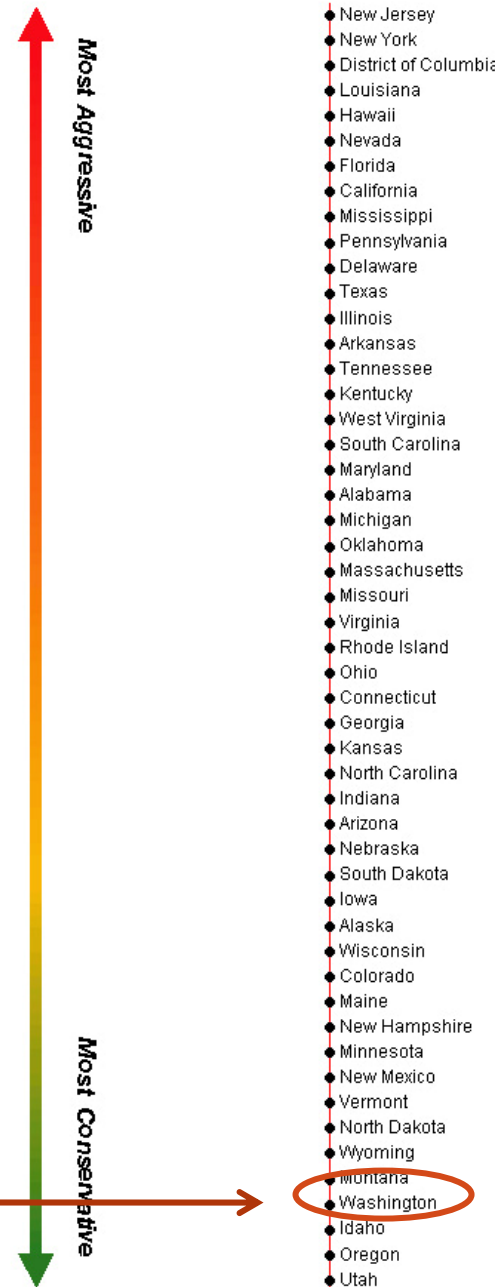 Most Aggressive
Most Conservative
New Jersey
New York
District of Columbia
Louisiana
Hawaii
Nevada
Florida
California
Mississippi
Pennsylvania
Delaware
Texas
Illinois
Arkansas
Tennessee
Kentucky
West Virginia
South Carolina
Maryland
Alabama
Michigan
Oklahoma
Massachusetts
Missouri
Virginia
Rhode Island
Ohio
Connecticut
Georgia
Kansas
North Carolina
Indiana
Arizona
Nebraska
South Dakota
Iowa
Alaska
Wisconsin
Colorado
Maine
New Hampshire
Minnesota
New Mexico
Vermont
North Dakota
Wyoming
Montana
Washington
Idaho
Oregon
Utah